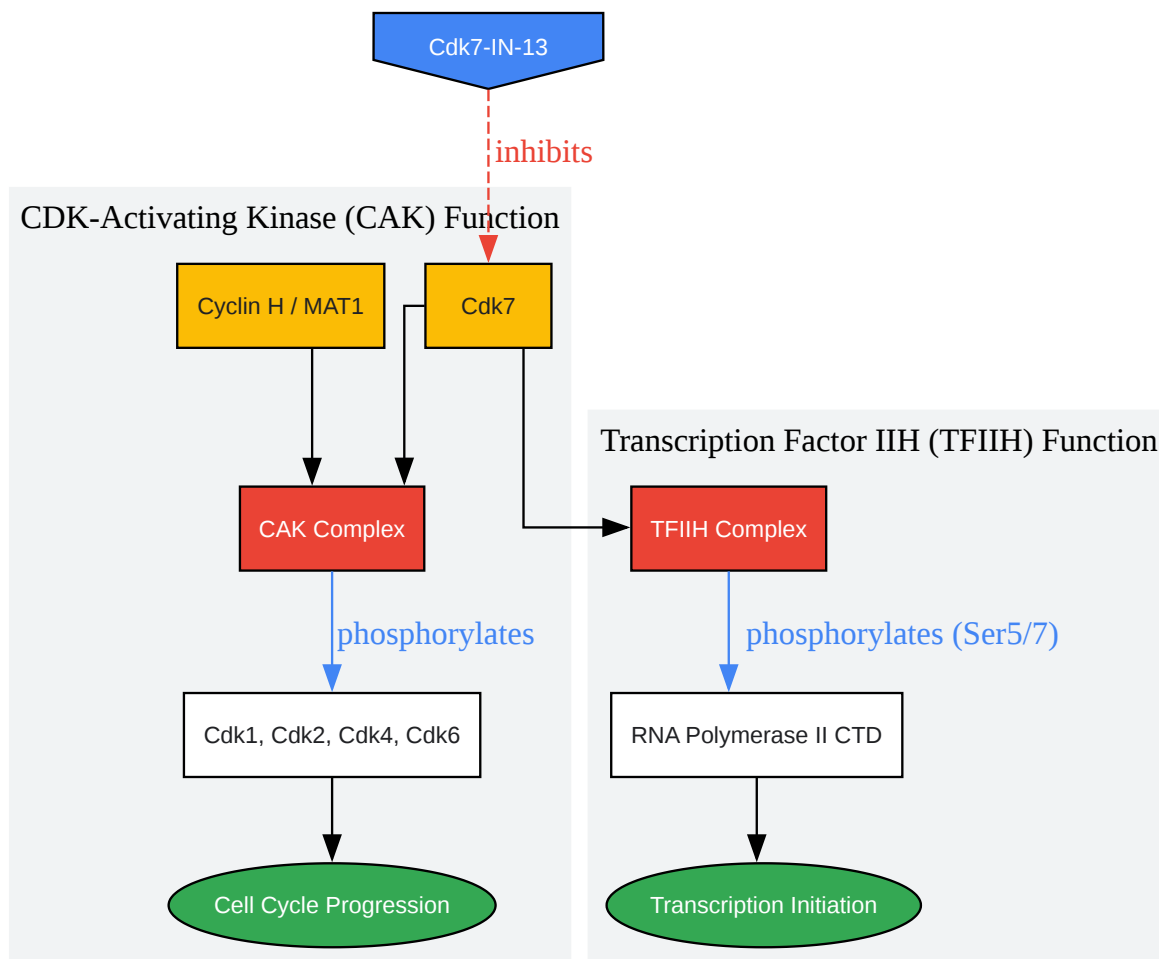 Cdk7-IN-13
inhibits
CDK-Activating Kinase (CAK) Function
Cyclin H / MAT1
Cdk7
Transcription Factor IIH (TFIIH) Function
CAK Complex
TFIIH Complex
phosphorylates
phosphorylates (Ser5/7)
Cdk1, Cdk2, Cdk4, Cdk6
RNA Polymerase II CTD
Cell Cycle Progression
Transcription Initiation